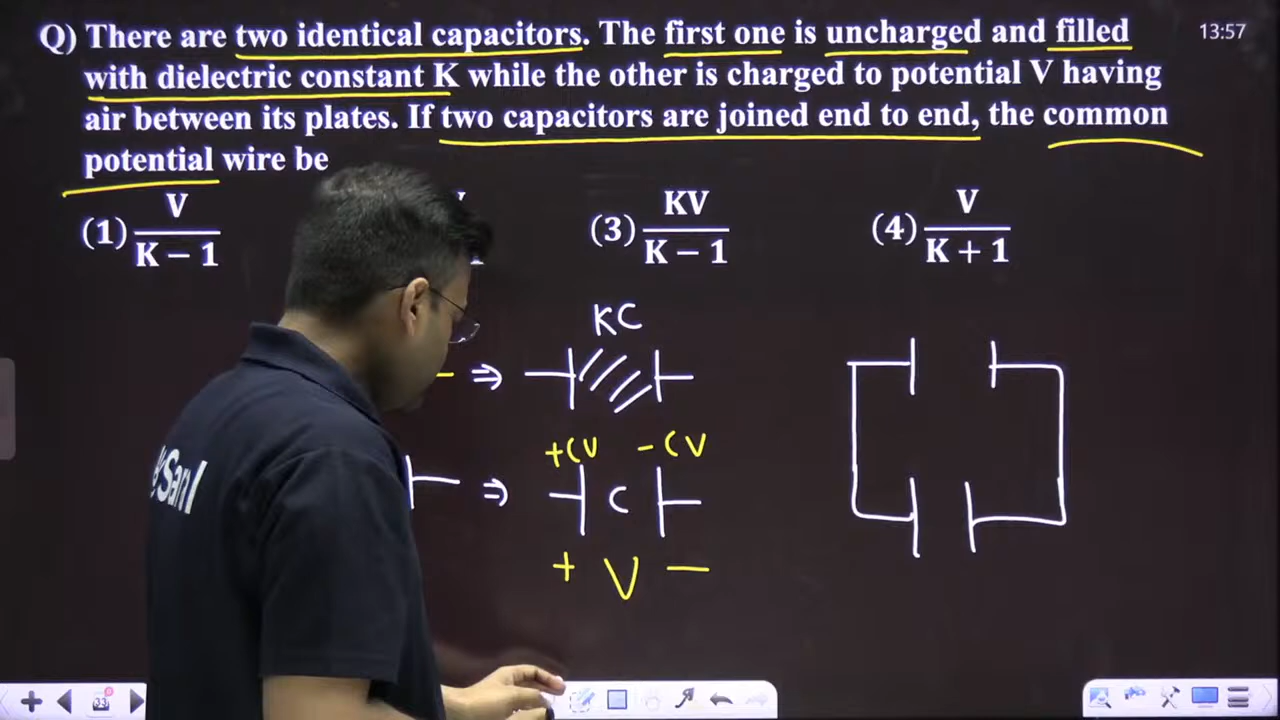 Q) There are two identical capacitors. The first one is uncharged and filled
with dielectric constant K while the other is charged to potential V having
air between its plates. If two capacitors are joined end to end, the common
potential wire be
13:57
(1) V/(K − 1)
(3) KV/(K − 1)
(4) V/(K + 1)
KC
⇒
+CV −CV
⇒ C
+ V −
33